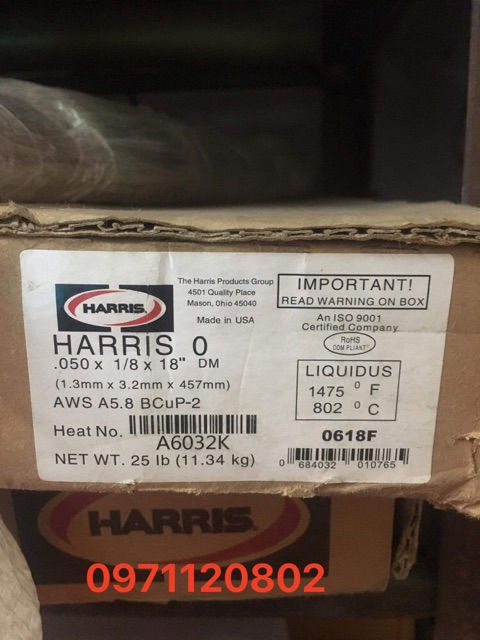 The Harris Products Group
4501 Quality Place
Mason, Ohio 45040
Made in USA
HARRIS
IMPORTANT!
READ WARNING ON BOX
An ISO 9001
Certified Company
RoHS
COMPLIANT
HARRIS 0
.050 x 1/8 x 18" DM
(1.3mm x 3.2mm x 457mm)
AWS A5.8 BCuP-2
LIQUIDUS
1475 ⁰ F
802 ⁰ C
Heat No.
A6032K
0618F
NET WT. 25 lb (11.34 kg)
0 684032 010765
HARRIS
0971120802